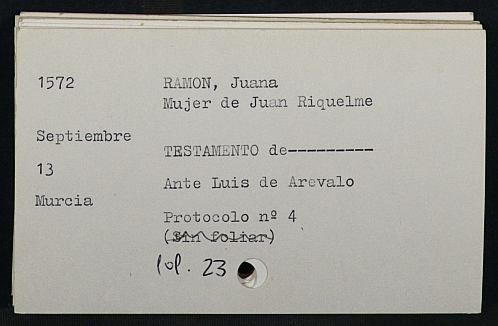 1572 RAMON, Juana
Mujer de Juan Riquelme
Septiembre
TESTAMENTO de---------
13
Ante Luis de Arevalo
Murcia
Protocolo nº 4
(Sin foliar)
fol. 23